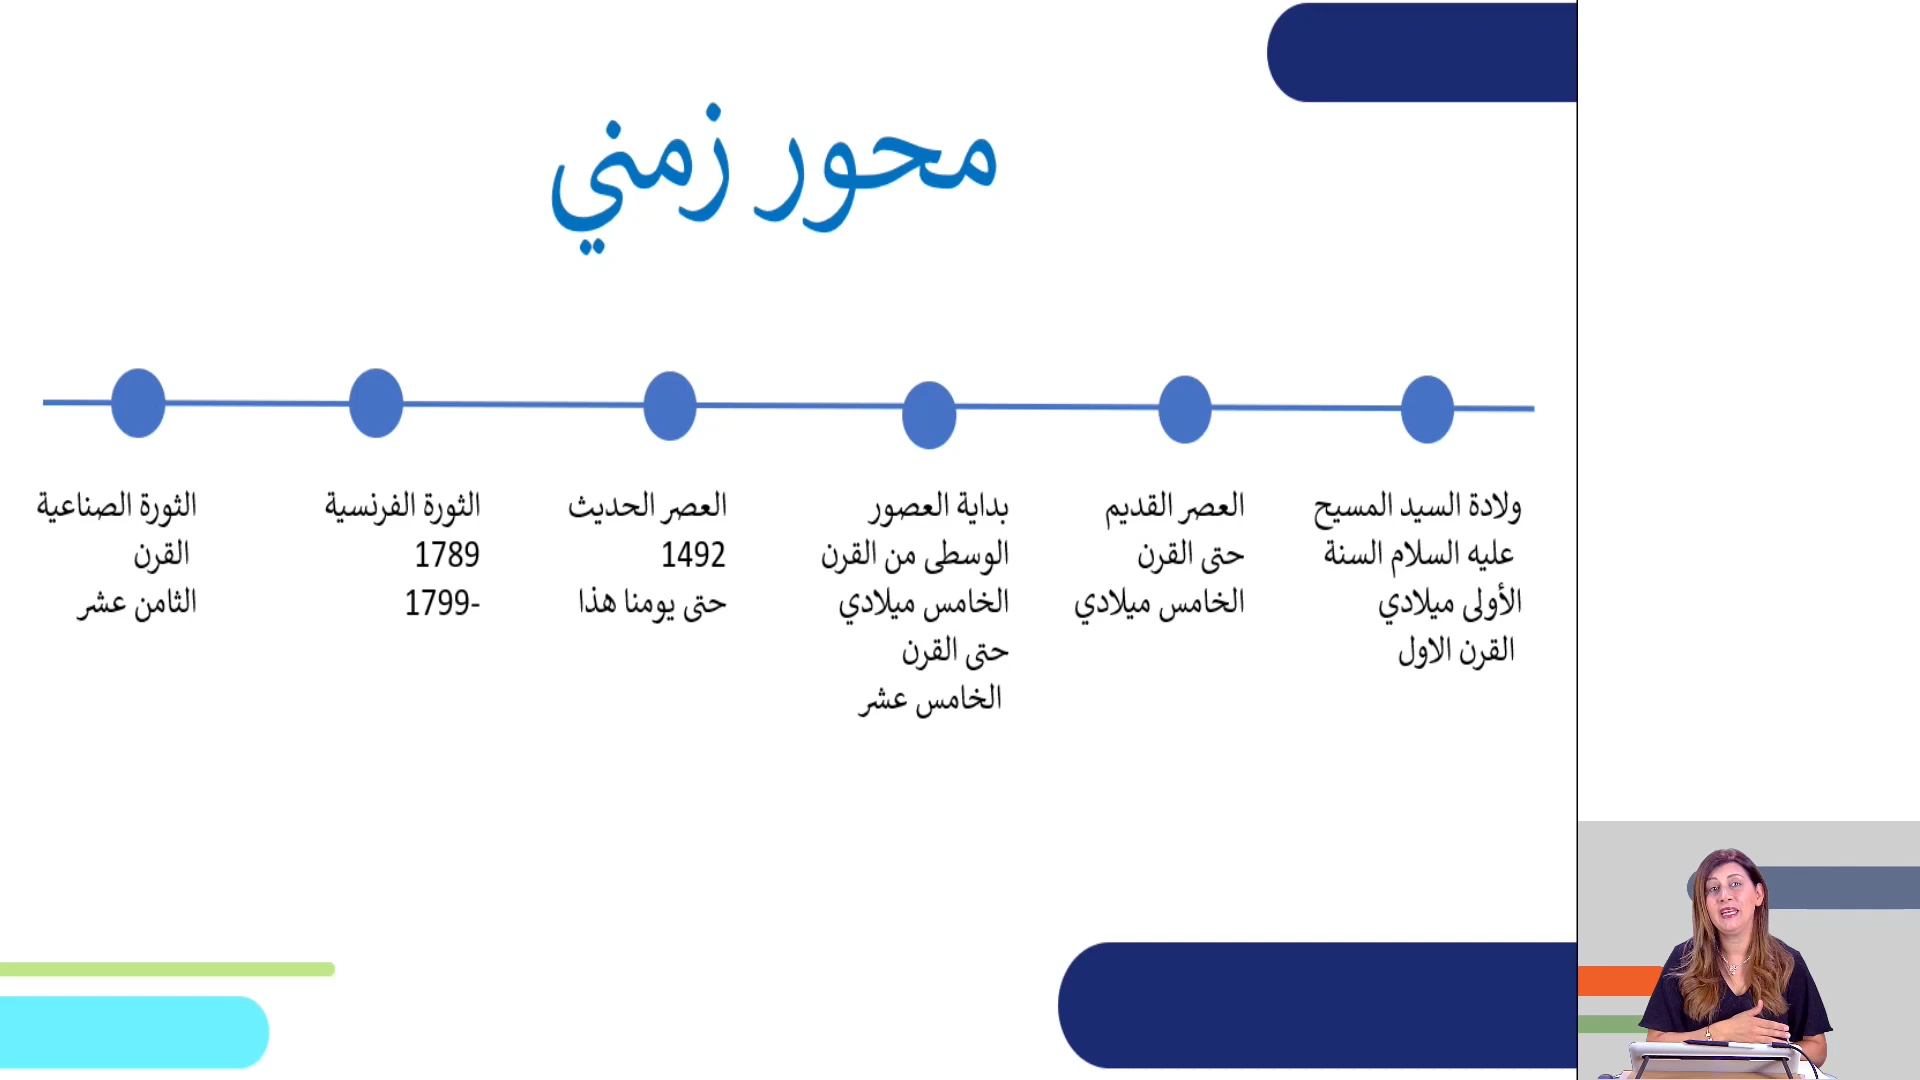 محور زمني
ولادة السيد المسيح
عليه السلام السنة
الأولى ميلادي
القرن الاول
العصر القديم
حتى القرن
الخامس ميلادي
بداية العصور
الوسطى من القرن
الخامس ميلادي
حتى القرن
الخامس عشر
العصر الحديث
1492
حتى يومنا هذا
الثورة الفرنسية
1789
-1799
الثورة الصناعية
القرن
الثامن عشر